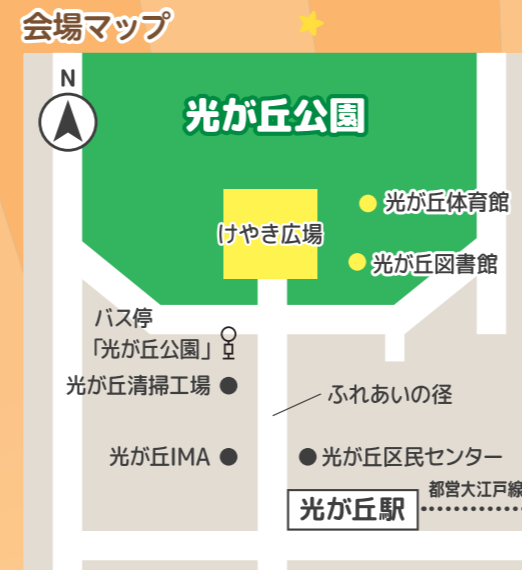 会場マップ
N
光が丘公園
光が丘体育館
けやき広場
光が丘図書館
バス停
「光が丘公園」
光が丘清掃工場
ふれあいの径
光が丘IMA
光が丘区民センター
都営大江戸線
光が丘駅